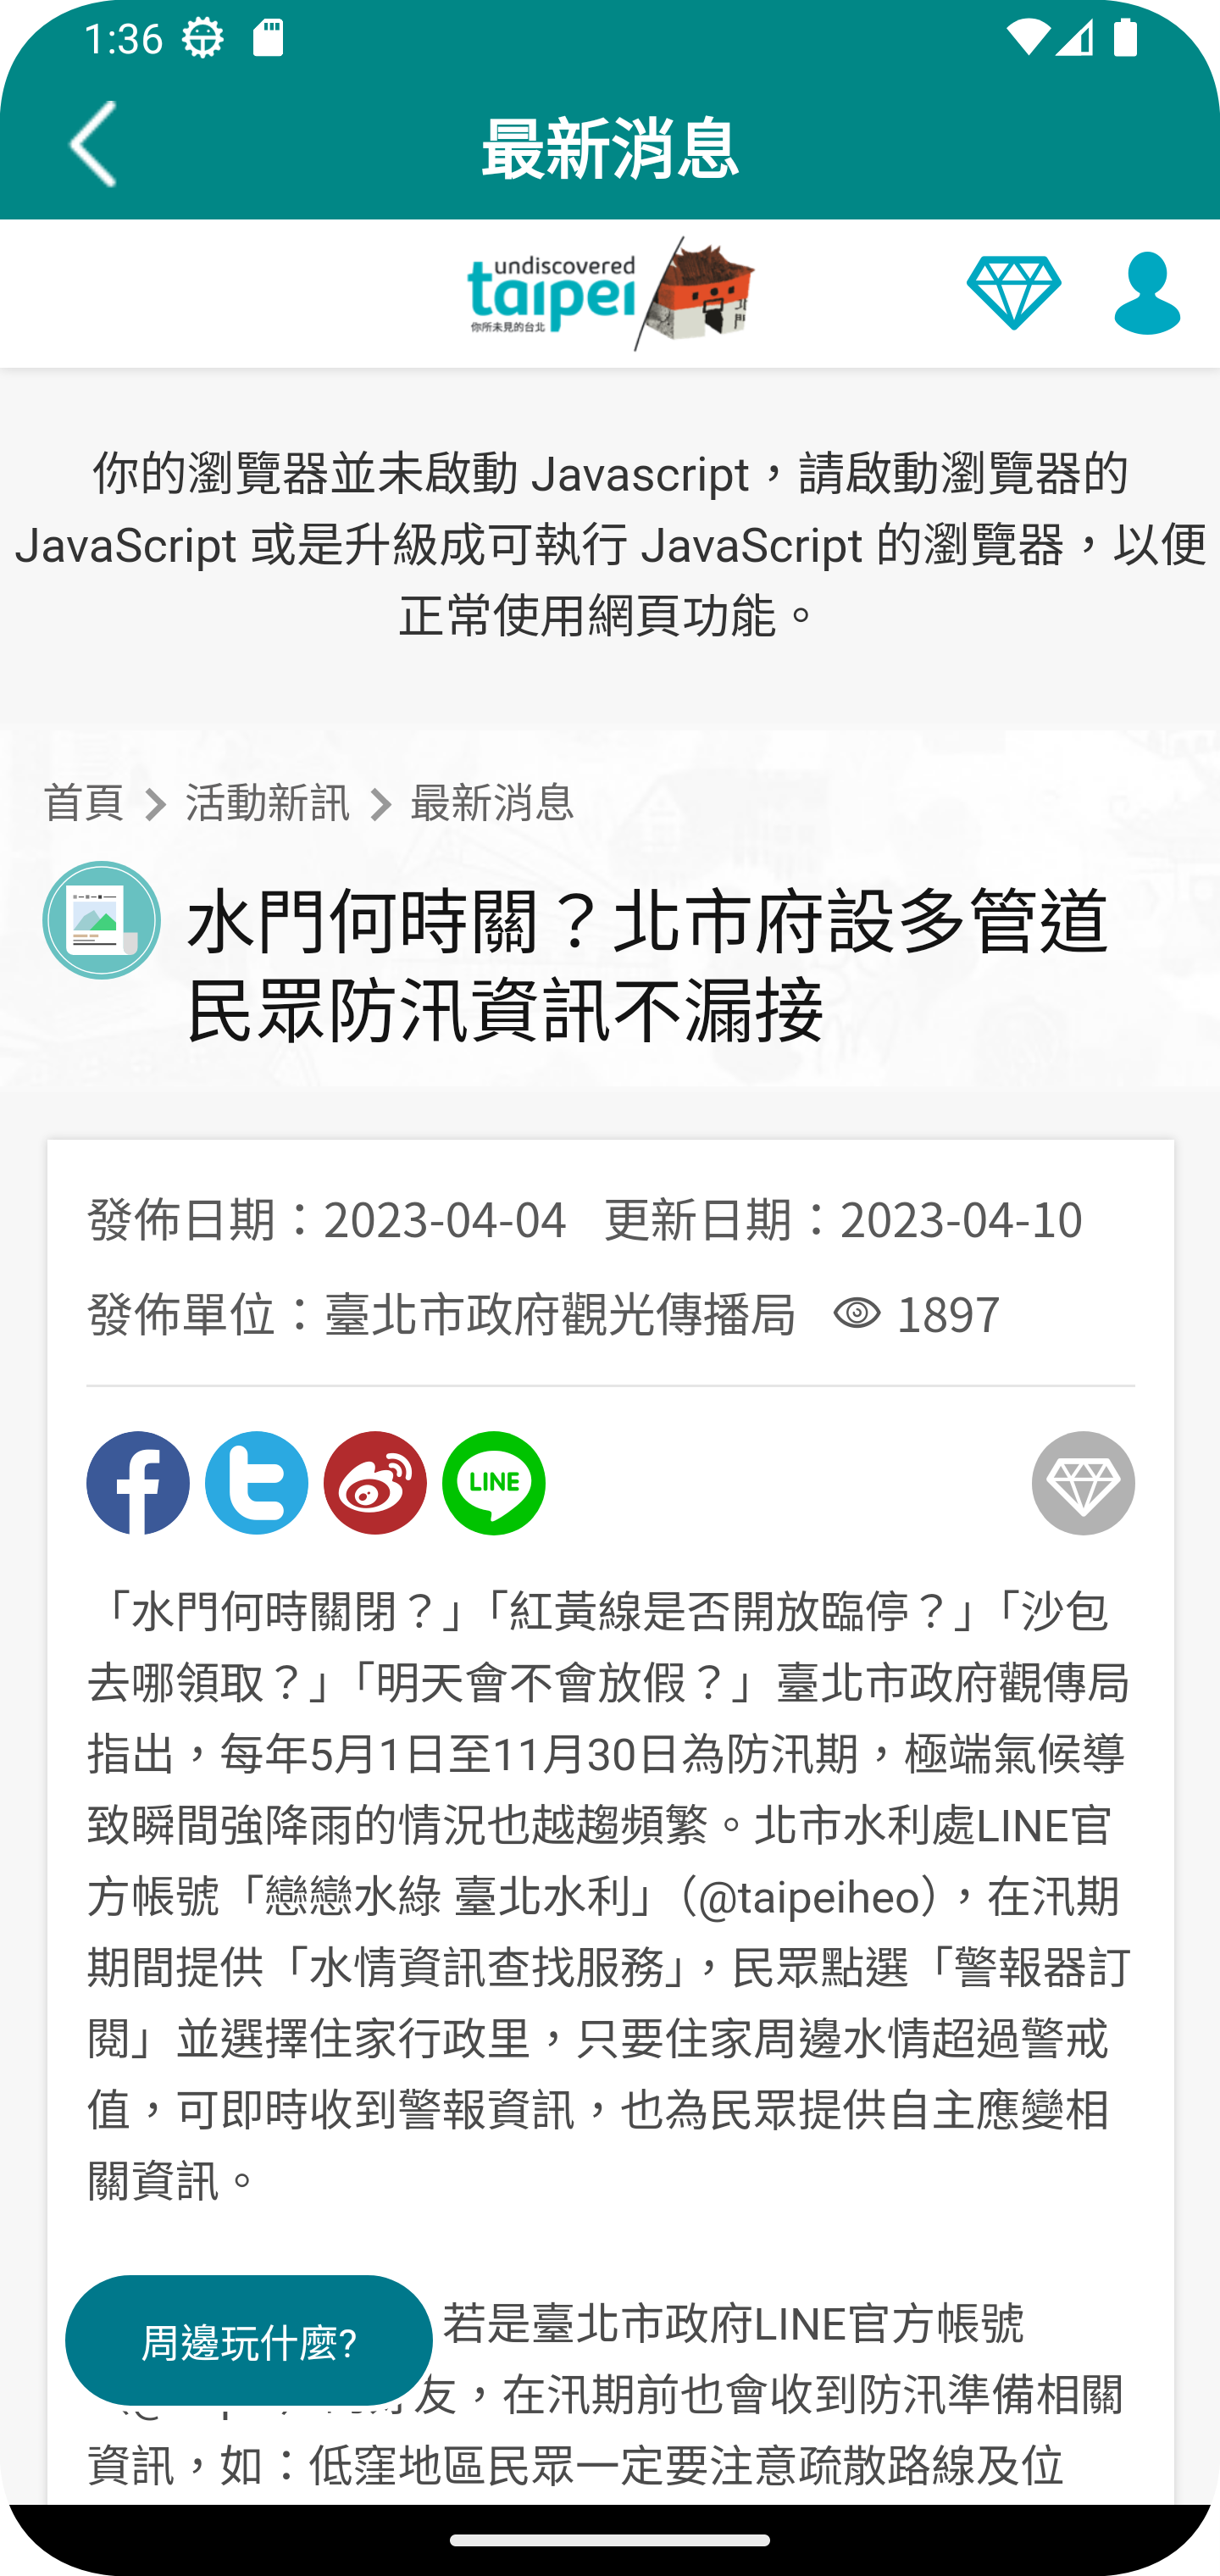 1:36
最新消息
undiscovered
taipei
你所未見的台北
北門
你的瀏覽器並未啟動 Javascript，請啟動瀏覽器的
JavaScript 或是升級成可執行 JavaScript 的瀏覽器，以便
正常使用網頁功能。
首頁 > 活動新訊 > 最新消息
水門何時關？北市府設多管道
民眾防汛資訊不漏接
發佈日期：2023-04-04 更新日期：2023-04-10
發佈單位：臺北市政府觀光傳播局 1897
LINE
「水門何時關閉？」「紅黃線是否開放臨停？」「沙包
去哪領取？」「明天會不會放假？」臺北市政府觀傳局
指出，每年5月1日至11月30日為防汛期，極端氣候導
致瞬間強降雨的情況也越趨頻繁。北市水利處LINE官
方帳號「戀戀水綠 臺北水利」（@taipeiheo），在汛期
期間提供「水情資訊查找服務」，民眾點選「警報器訂
閱」並選擇住家行政里，只要住家周邊水情超過警戒
值，可即時收到警報資訊，也為民眾提供自主應變相
關資訊。
周邊玩什麼?
若是臺北市政府LINE官方帳號
友，在汛期前也會收到防汛準備相關
資訊，如：低窪地區民眾一定要注意疏散路線及位